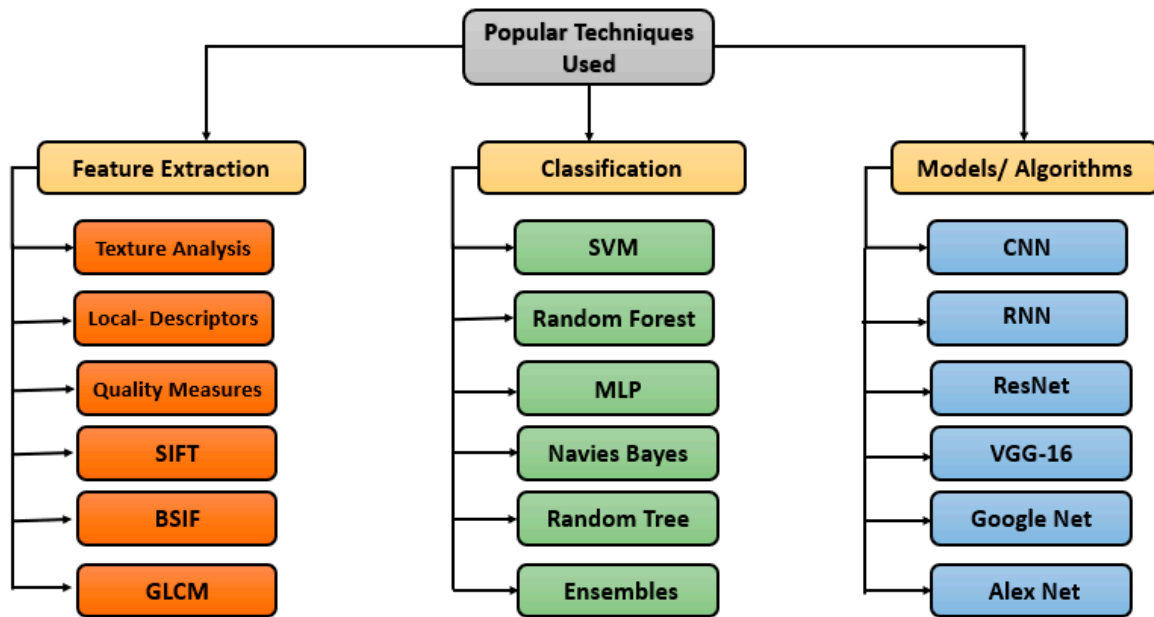 Popular Techniques
Used
Feature Extraction
Classification
Models/ Algorithms
Texture Analysis
SVM
CNN
Local- Descriptors
Random Forest
RNN
Quality Measures
MLP
ResNet
SIFT
Navies Bayes
VGG-16
BSIF
Random Tree
Google Net
GLCM
Ensembles
Alex Net